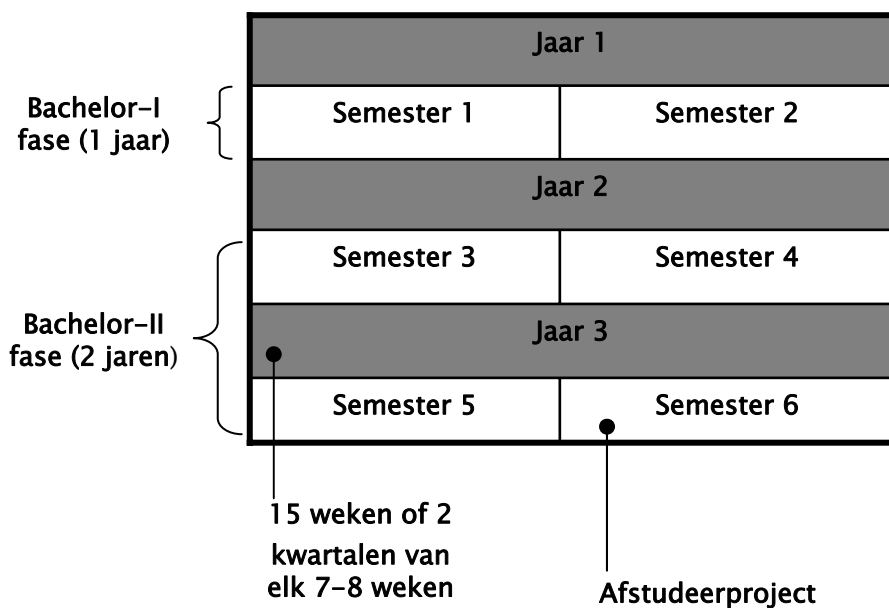 Jaar 1
Bachelor-I
fase (1 jaar)
Semester 1
Semester 2
Jaar 2
Semester 3
Semester 4
Bachelor-II
fase (2 jaren)
Jaar 3
Semester 5
Semester 6
15 weken of 2
kwartalen van
elk 7-8 weken
Afstudeerproject